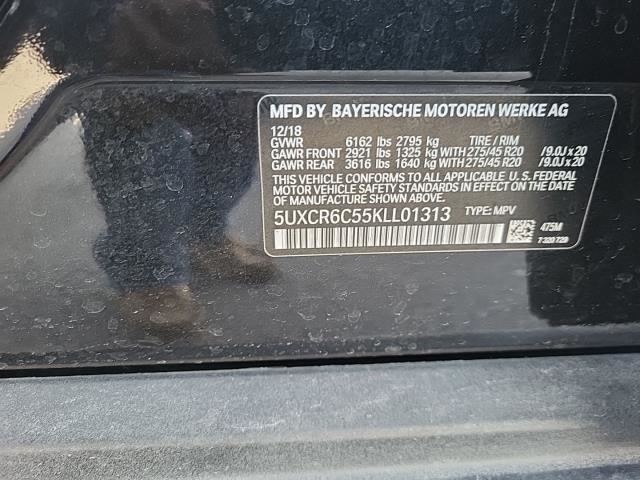 MFD BY BAYERISCHE MOTOREN WERKE AG
12/18
GVWR 6162 lbs 2795 kg TIRE / RIM
GAWR FRONT 2921 lbs 1325 kg WITH 275/45 R20 /9.0J x 20
GAWR REAR 3616 lbs 1640 kg WITH 275/45 R20 /9.0J x 20
THIS VEHICLE CONFORMS TO ALL APPLICABLE U. S. FEDERAL
MOTOR VEHICLE SAFETY STANDARDS IN EFFECT ON THE DATE OF
MANUFACTURE SHOWN ABOVE.
5UXCR6C55KLL01313 TYPE: MPV
475M
7 320 729